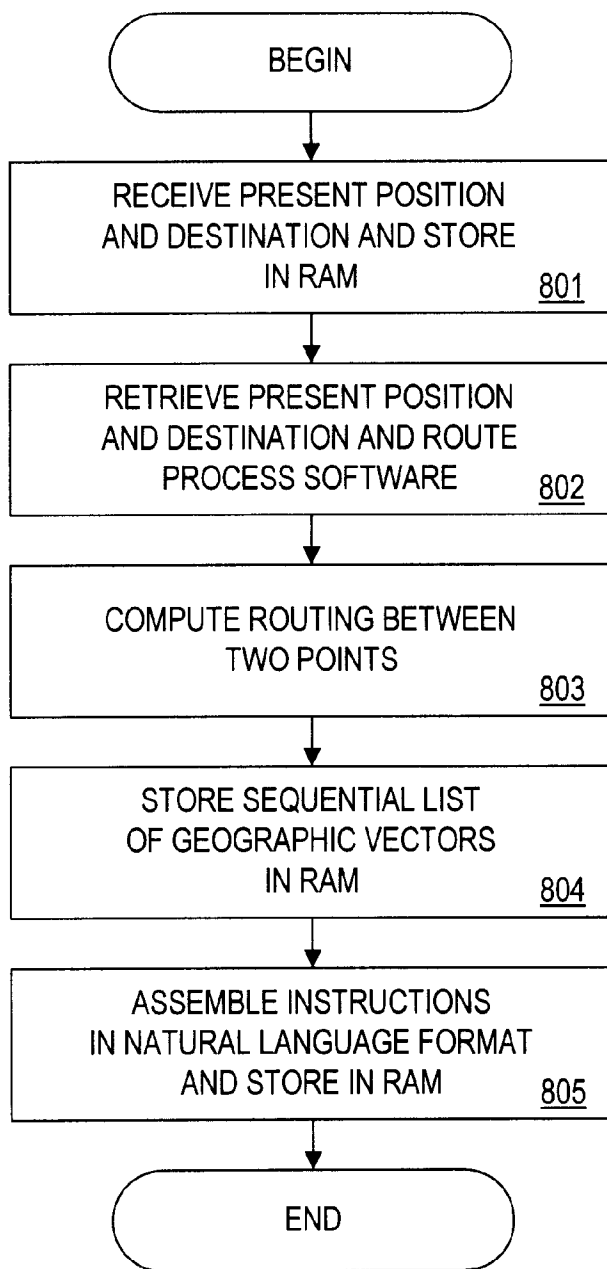 BEGIN
RECEIVE PRESENT POSITION
AND DESTINATION AND STORE
IN RAM
801
RETRIEVE PRESENT POSITION
AND DESTINATION AND ROUTE
PROCESS SOFTWARE
802
COMPUTE ROUTING BETWEEN
TWO POINTS
803
STORE SEQUENTIAL LIST
OF GEOGRAPHIC VECTORS
IN RAM
804
ASSEMBLE INSTRUCTIONS
IN NATURAL LANGUAGE FORMAT
AND STORE IN RAM
805
END